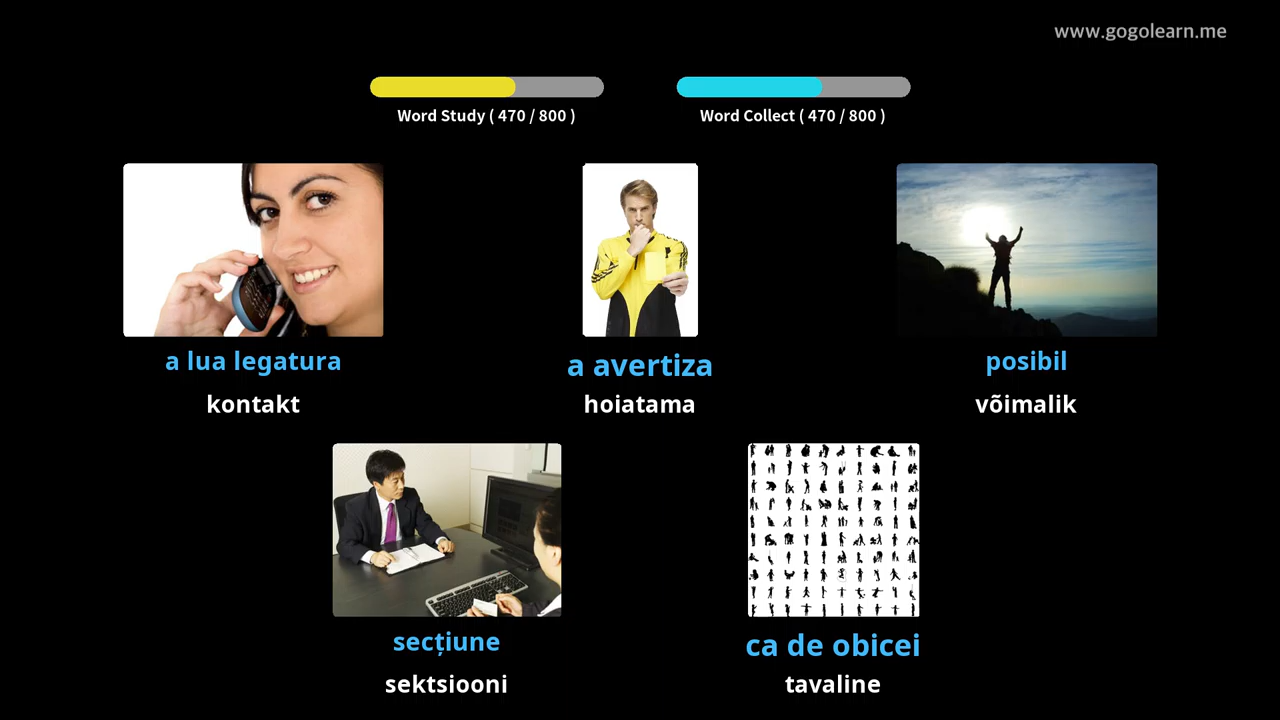 www.gogolearn.me
Word Study ( 470 / 800 )
Word Collect ( 470 / 800 )
a lua legatura
kontakt
a avertiza
hoiatama
posibil
võimalik
secțiune
sektsiooni
ca de obicei
tavaline